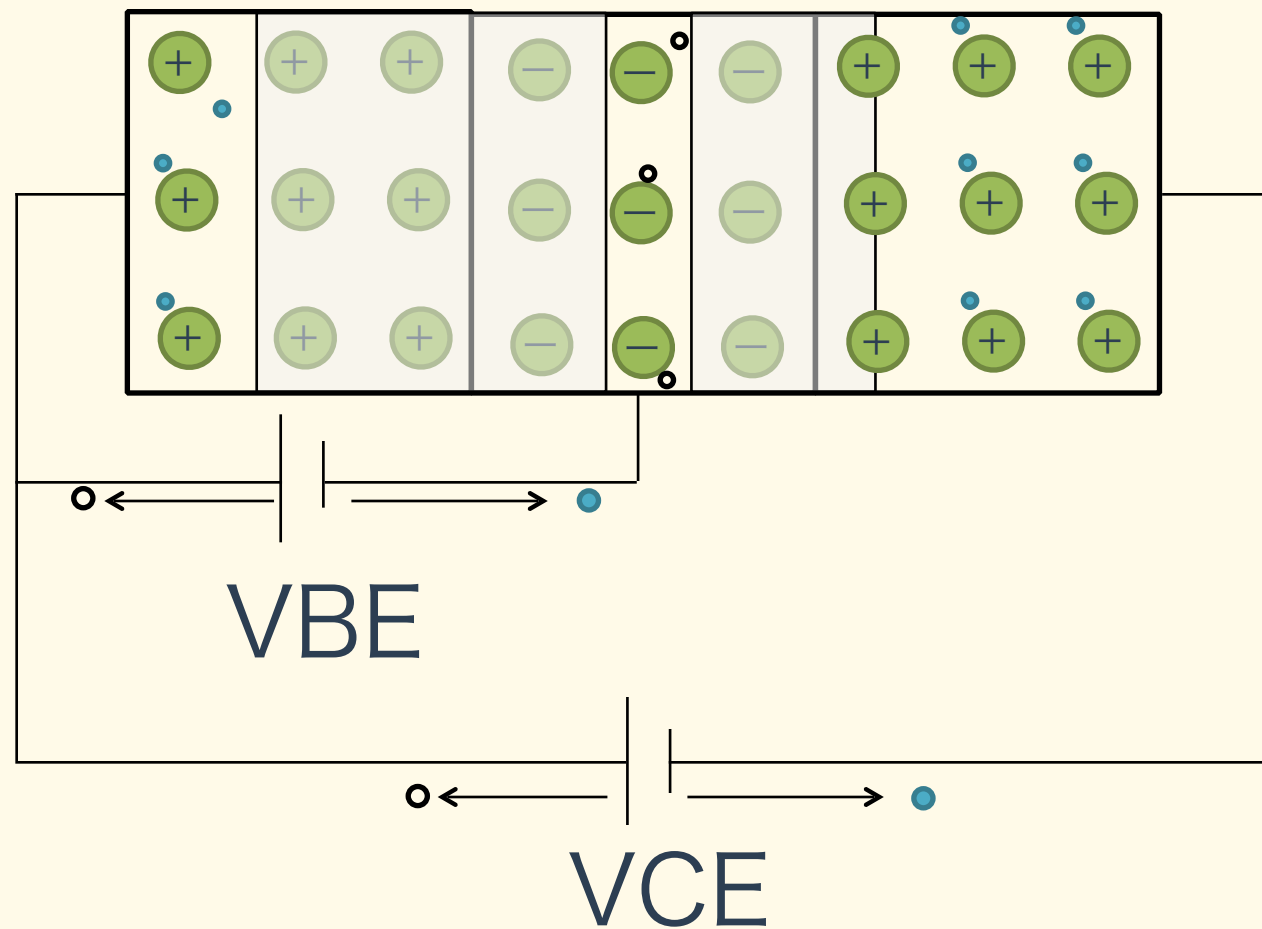 + + + − − − + + +
+ + + − − − + + +
+ + + − − − + + +
VBE
VCE